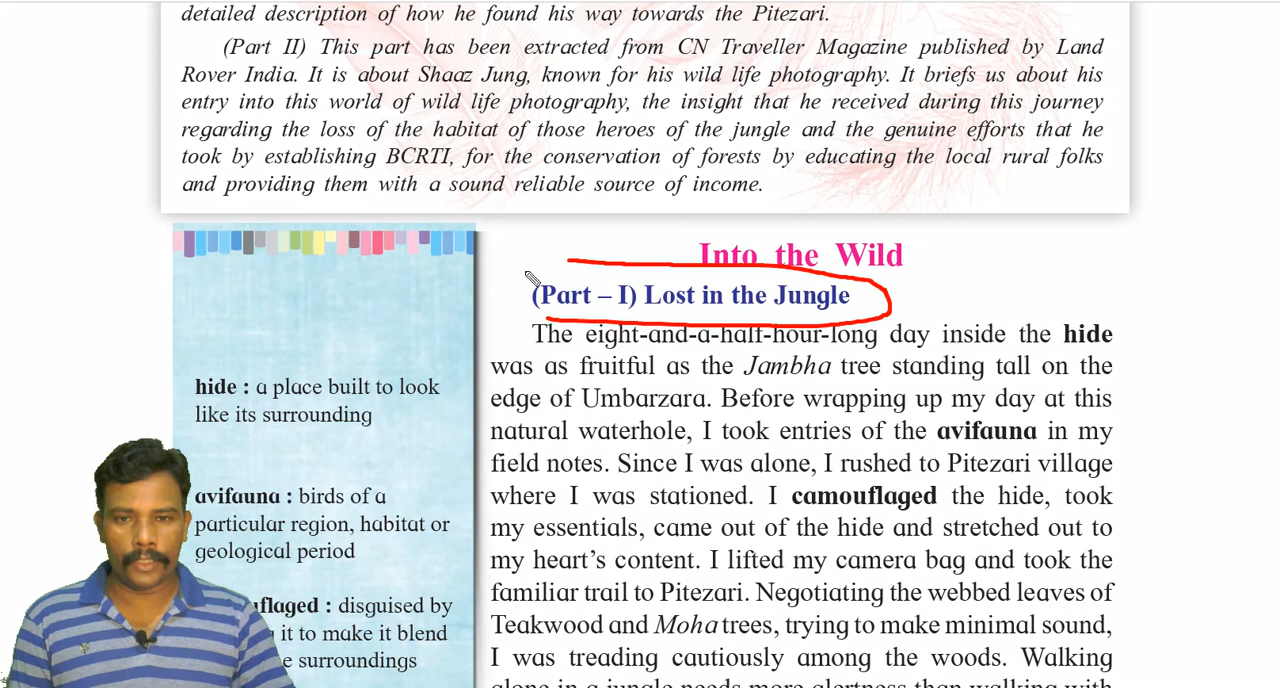 detailed description of how he found his way towards the Pitezari.
(Part II) This part has been extracted from CN Traveller Magazine published by Land
Rover India. It is about Shaaz Jung, known for his wild life photography. It briefs us about his
entry into this world of wild life photography, the insight that he received during this journey
regarding the loss of the habitat of those heroes of the jungle and the genuine efforts that he
took by establishing BCRTI, for the conservation of forests by educating the local rural folks
and providing them with a sound reliable source of income.
Into the Wild
(Part – I) Lost in the Jungle
The eight-and-a-half-hour-long day inside the hide
was as fruitful as the Jambha tree standing tall on the
edge of Umbarzara. Before wrapping up my day at this
natural waterhole, I took entries of the avifauna in my
field notes. Since I was alone, I rushed to Pitezari village
where I was stationed. I camouflaged the hide, took
my essentials, came out of the hide and stretched out to
my heart's content. I lifted my camera bag and took the
familiar trail to Pitezari. Negotiating the webbed leaves of
Teakwood and Moha trees, trying to make minimal sound,
I was treading cautiously among the woods. Walking
alone in a jungle needs more alertness than walking with
hide : a place built to look
like its surrounding
avifauna : birds of a
particular region, habitat or
geological period
flaged : disguised by
it to make it blend
surroundings